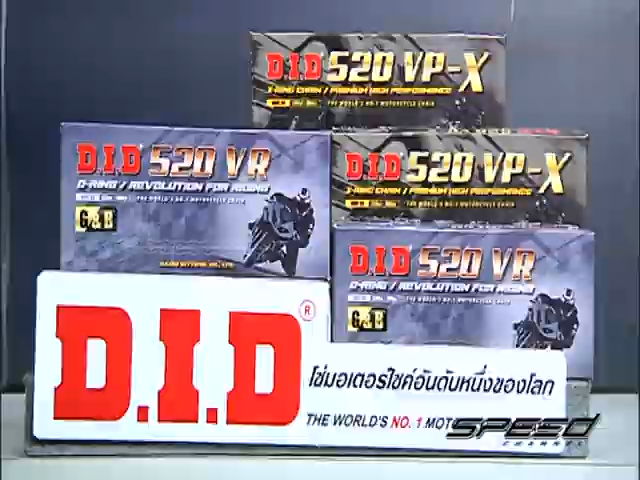 D.I.D 520 VP-X
X-RING CHAIN / PREMIUM HIGH PERFORMANCE
THE WORLD'S NO.1 MOTORCYCLE CHAIN
D.I.D 520 VR
O-RING / REVOLUTION FOR RIDING
THE WORLD'S NO.1 MOTORCYCLE CHAIN
G&B
D.I.D 520 VP-X
X-RING CHAIN / PREMIUM HIGH PERFORMANCE
THE WORLD'S NO.1 MOTORCYCLE CHAIN
D.I.D 520 VR
O-RING / REVOLUTION FOR RIDING
THE WORLD'S NO.1 MOTORCYCLE CHAIN
G&B
D.I.D®
โซ่มอเตอร์ไซค์อันดับหนึ่งของโลก
THE WORLD'S NO. 1 MOT
SPEED
CHANNEL